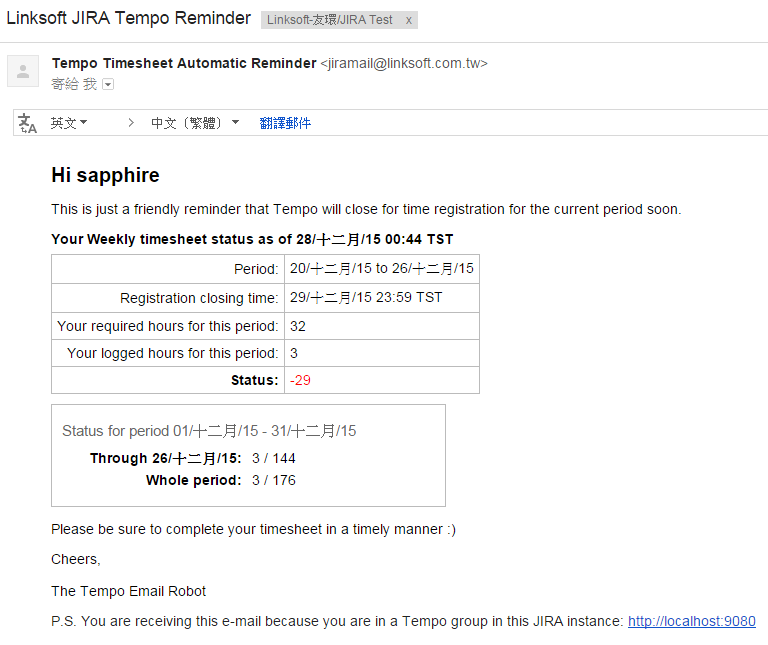 Linksoft JIRA Tempo Reminder Linksoft-友環/JIRA Test x
Tempo Timesheet Automatic Reminder <jiramail@linksoft.com.tw>
寄給 我
英文 > 中文（繁體） 翻譯郵件
Hi sapphire
This is just a friendly reminder that Tempo will close for time registration for the current period soon.
Your Weekly timesheet status as of 28/十二月/15 00:44 TST
Period: 20/十二月/15 to 26/十二月/15
Registration closing time: 29/十二月/15 23:59 TST
Your required hours for this period: 32
Your logged hours for this period: 3
Status: -29
Status for period 01/十二月/15 - 31/十二月/15
Through 26/十二月/15: 3 / 144
Whole period: 3 / 176
Please be sure to complete your timesheet in a timely manner :)
Cheers,
The Tempo Email Robot
P.S. You are receiving this e-mail because you are in a Tempo group in this JIRA instance: http://localhost:9080